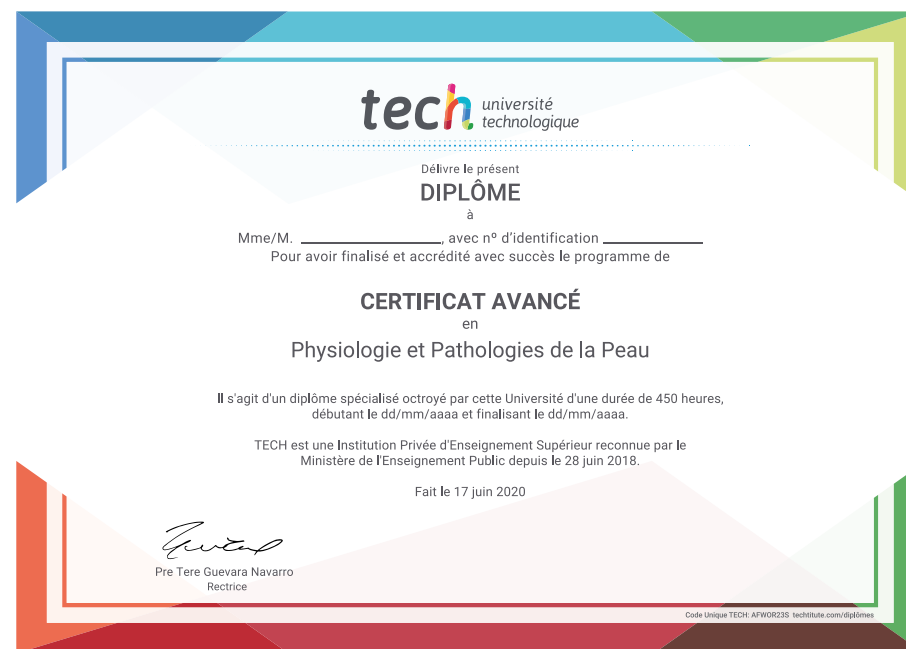 tech université
technologique
Délivre le présent
DIPLÔME
à
Mme/M. ____________________, avec nº d'identification ______________
Pour avoir finalisé et accrédité avec succès le programme de
CERTIFICAT AVANCÉ
en
Physiologie et Pathologies de la Peau
Il s'agit d'un diplôme spécialisé octroyé par cette Université d'une durée de 450 heures,
débutant le dd/mm/aaaa et finalisant le dd/mm/aaaa.
TECH est une Institution Privée d'Enseignement Supérieur reconnue par le
Ministère de l'Enseignement Public depuis le 28 juin 2018.
Fait le 17 juin 2020
Pre Tere Guevara Navarro
Rectrice
Code Unique TECH: AFWOR23S techtitute.com/diplômes